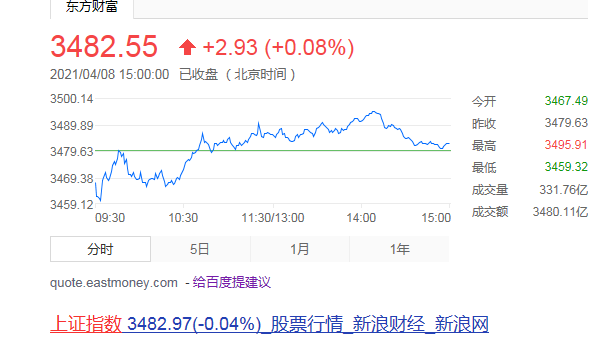 东方财富
3482.55 +2.93 (+0.08%)
2021/04/08 15:00:00 已收盘 (北京时间)
3500.14
3489.89
3479.63
3469.38
3459.12
09:30 10:30 11:30/13:00 14:00 15:00
今开 3467.49
昨收 3479.63
最高 3495.91
最低 3459.32
成交量 331.76亿
成交额 3480.11亿
分时 5日 1月 1年
quote.eastmoney.com - 给百度提建议
上证指数 3482.97(-0.04%)_股票行情_新浪财经_新浪网